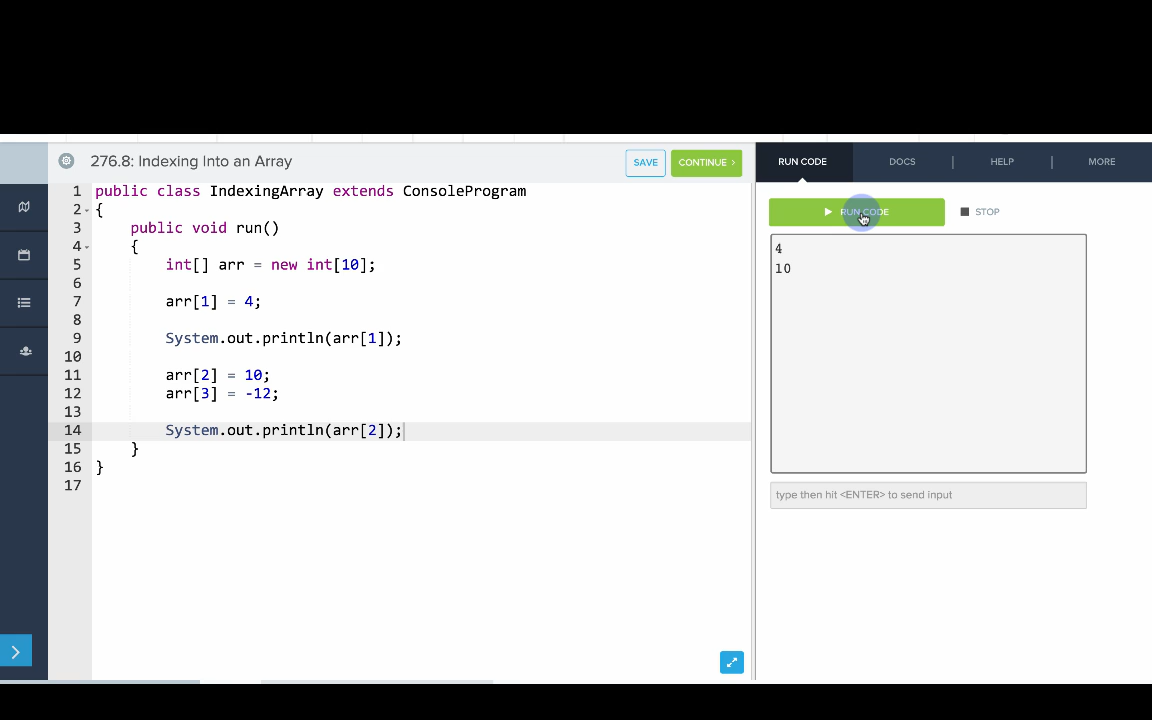 276.8: Indexing Into an Array
SAVE
CONTINUE >
1 public class IndexingArray extends ConsoleProgram
2 {
3 public void run()
4 {
5 int[] arr = new int[10];
6
7 arr[1] = 4;
8
9 System.out.println(arr[1]);
10
11 arr[2] = 10;
12 arr[3] = -12;
13
14 System.out.println(arr[2]);
15 }
16 }
17
RUN CODE | DOCS | HELP | MORE
RUN CODE
STOP
4
10
type then hit <ENTER> to send input